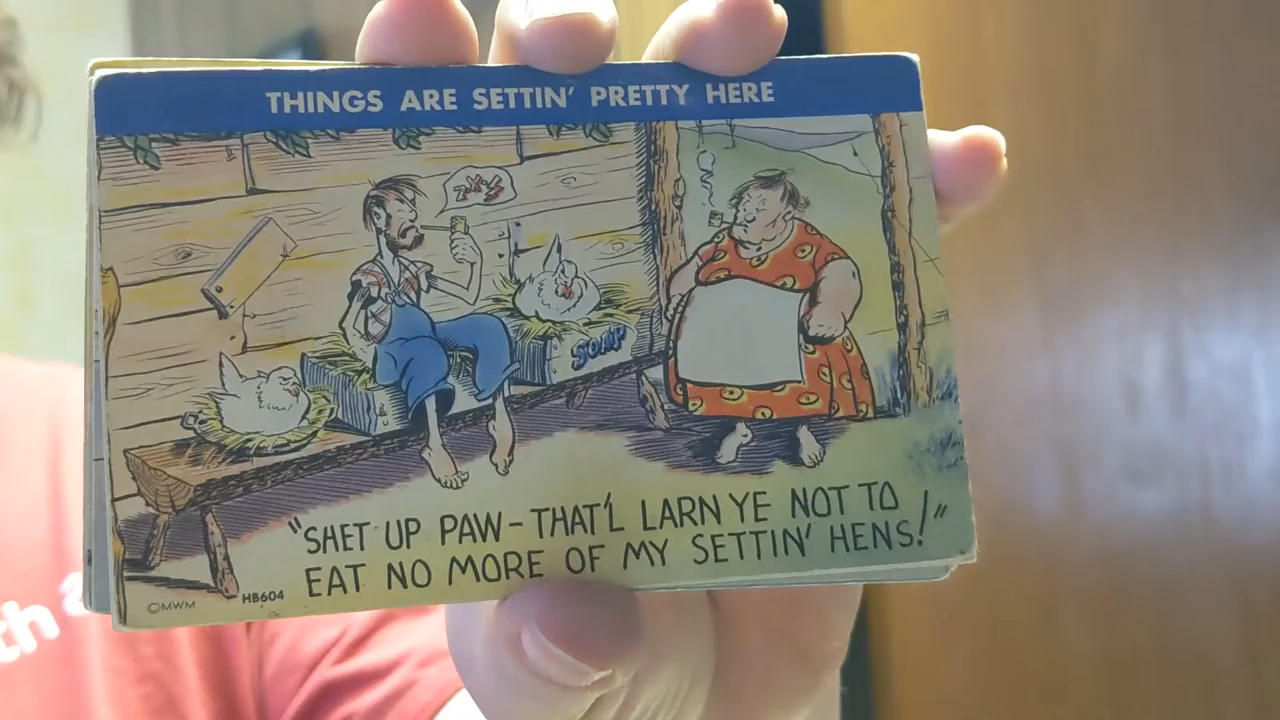 THINGS ARE SETTIN' PRETTY HERE
SOAP
"SHET UP PAW - THAT'L LARN YE NOT TO
EAT NO MORE OF MY SETTIN' HENS!"
©MWM
HB604
th